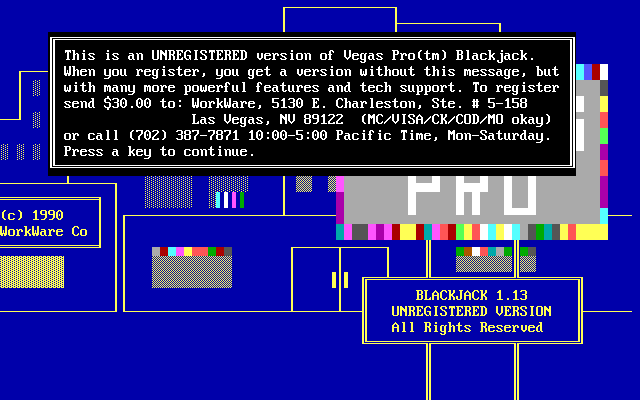 This is an UNREGISTERED version of Vegas Pro(tm) Blackjack.
When you register, you get a version without this message, but
with many more powerful features and tech support. To register
send $30.00 to: WorkWare, 5130 E. Charleston, Ste. # 5-158
Las Vegas, NV 89122 (MC/VISA/CK/COD/MO okay)
or call (702) 387-7871 10:00-5:00 Pacific Time, Mon-Saturday.
Press a key to continue.
PRO
(c) 1990
WorkWare Co
BLACKJACK 1.13
UNREGISTERED VERSION
All Rights Reserved